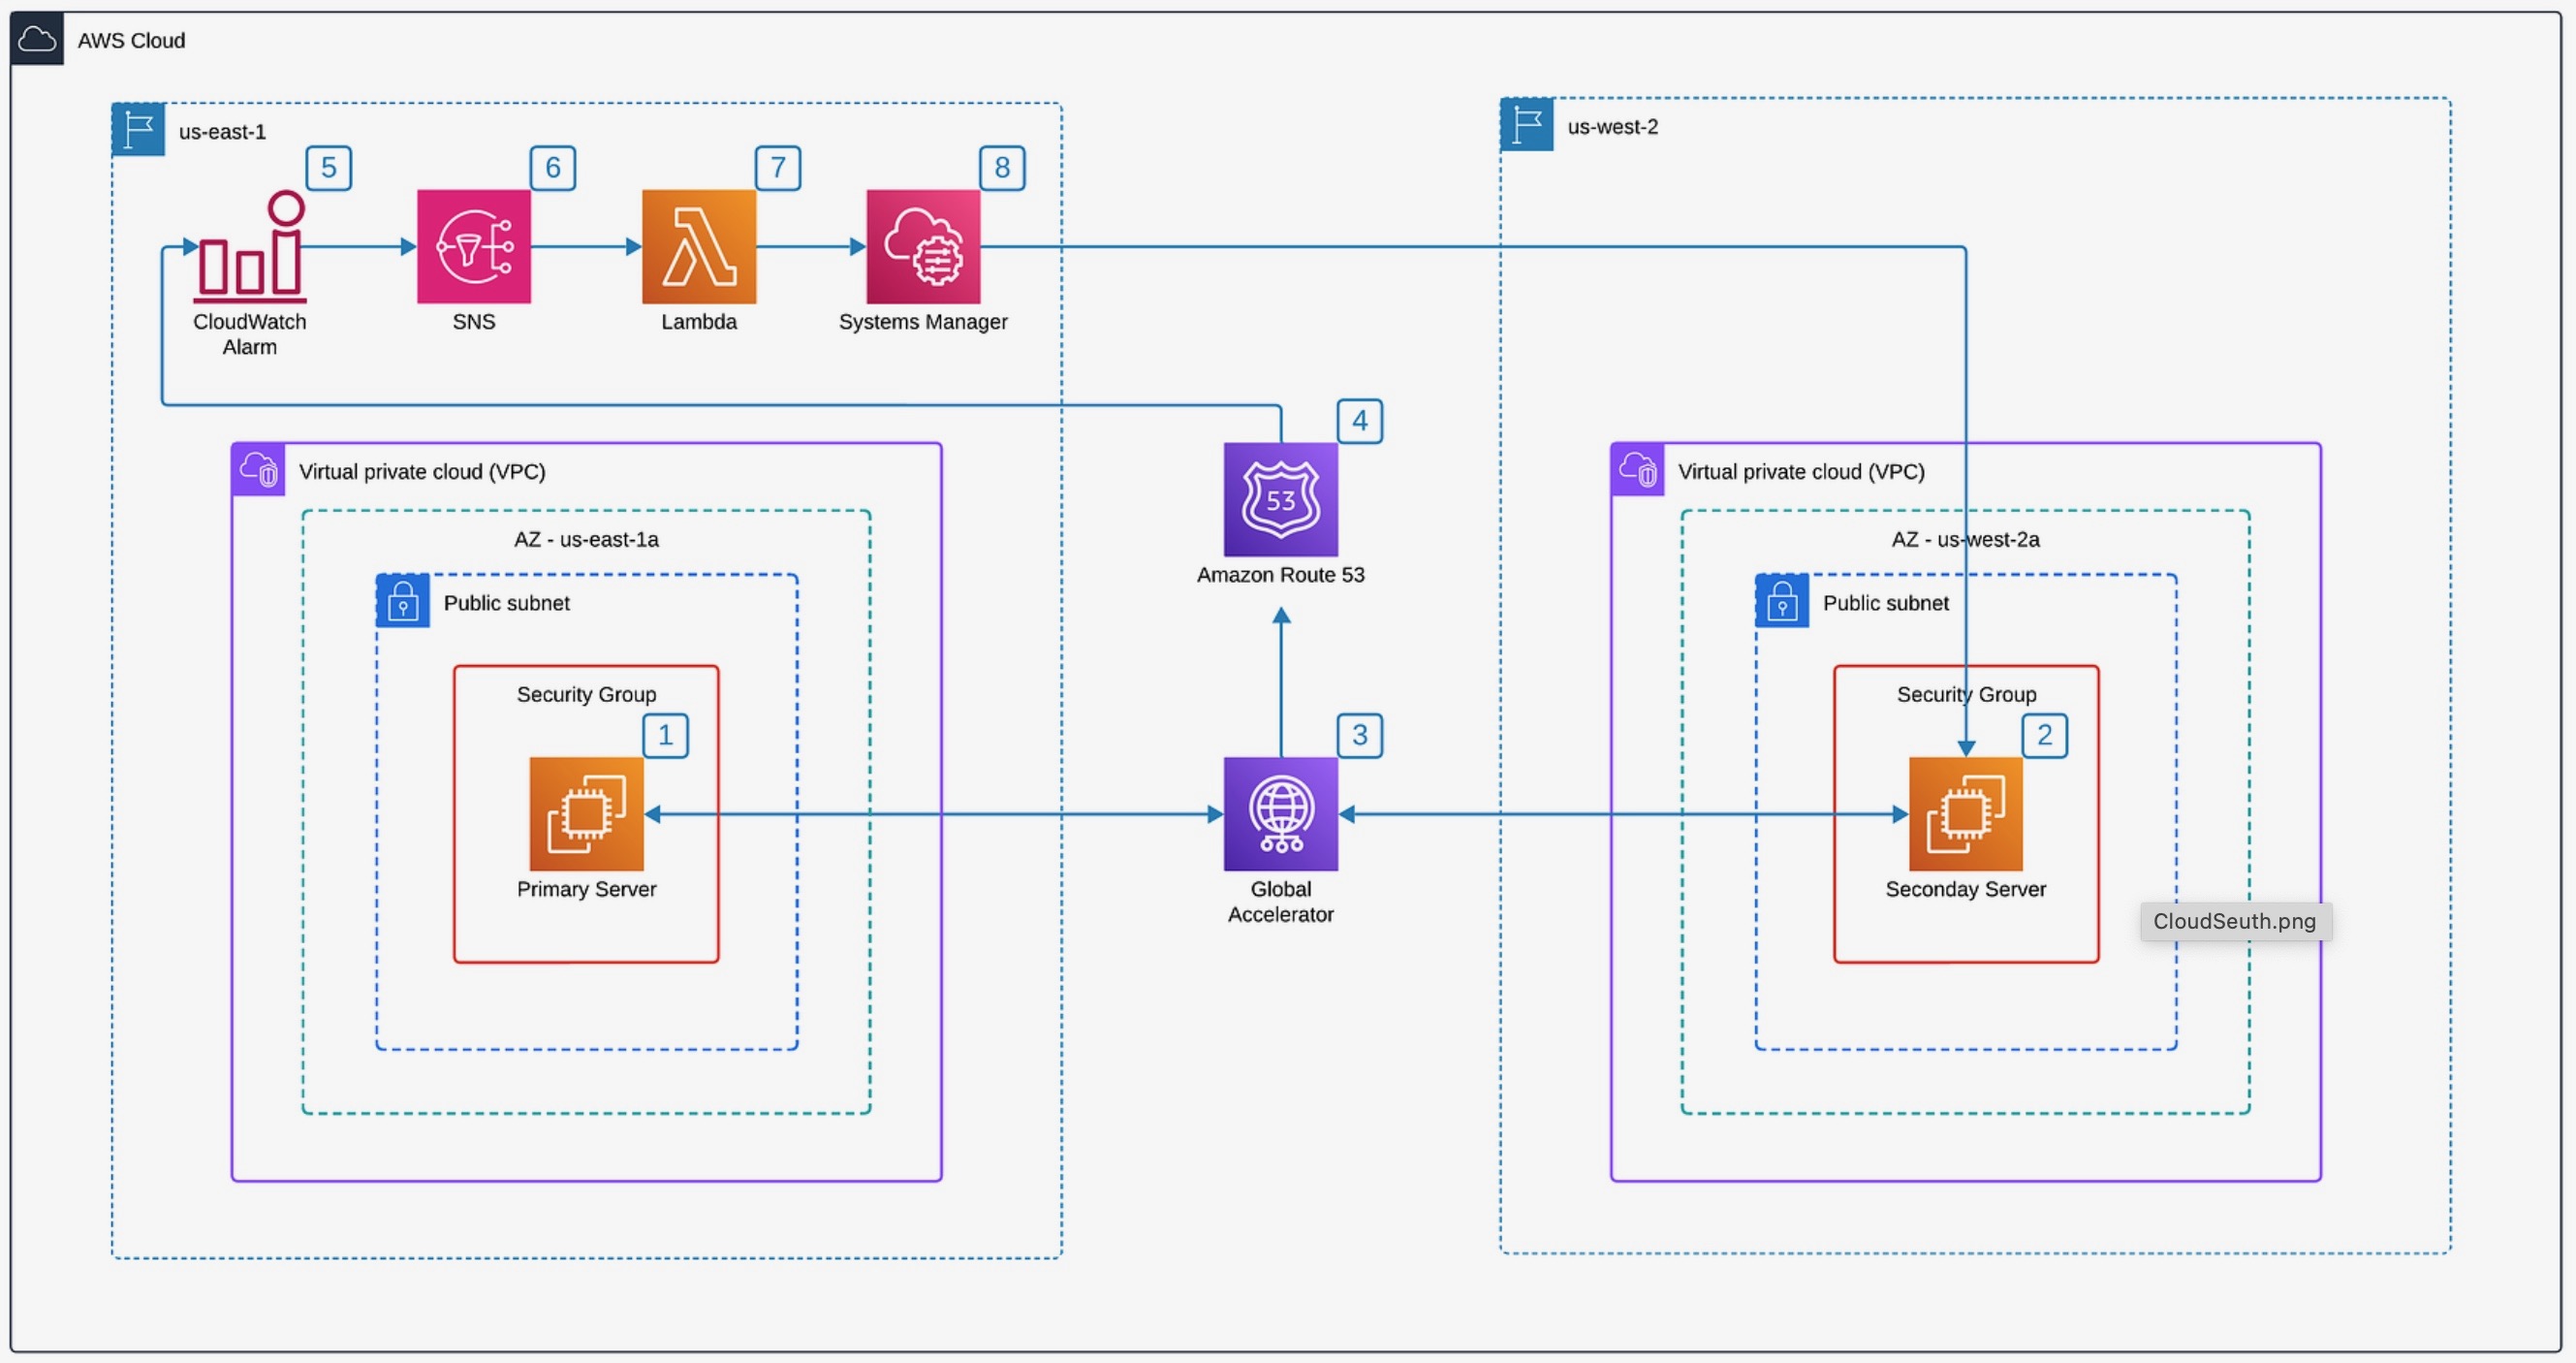 AWS Cloud
us-east-1
us-west-2
5
6
7
8
CloudWatch
Alarm
SNS
Lambda
Systems Manager
4
53
Amazon Route 53
Virtual private cloud (VPC)
AZ - us-east-1a
Public subnet
Security Group
1
Primary Server
3
Global
Accelerator
Virtual private cloud (VPC)
AZ - us-west-2a
Public subnet
Security Group
2
Seconday Server
CloudSeuth.png